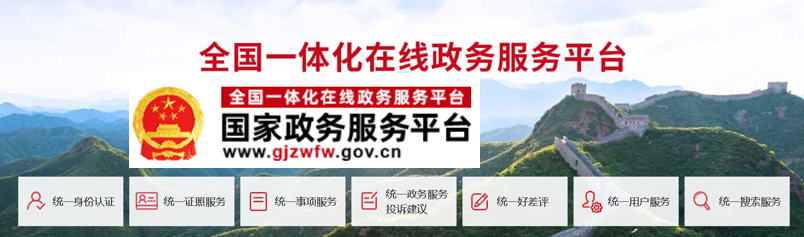 全国一体化在线政务服务平台
全国一体化在线政务服务平台
国家政务服务平台
www.gjzwfw.gov.cn
统一身份认证
统一证照服务
统一事项服务
统一政务服务
投诉建议
统一好差评
统一用户服务
统一搜索服务